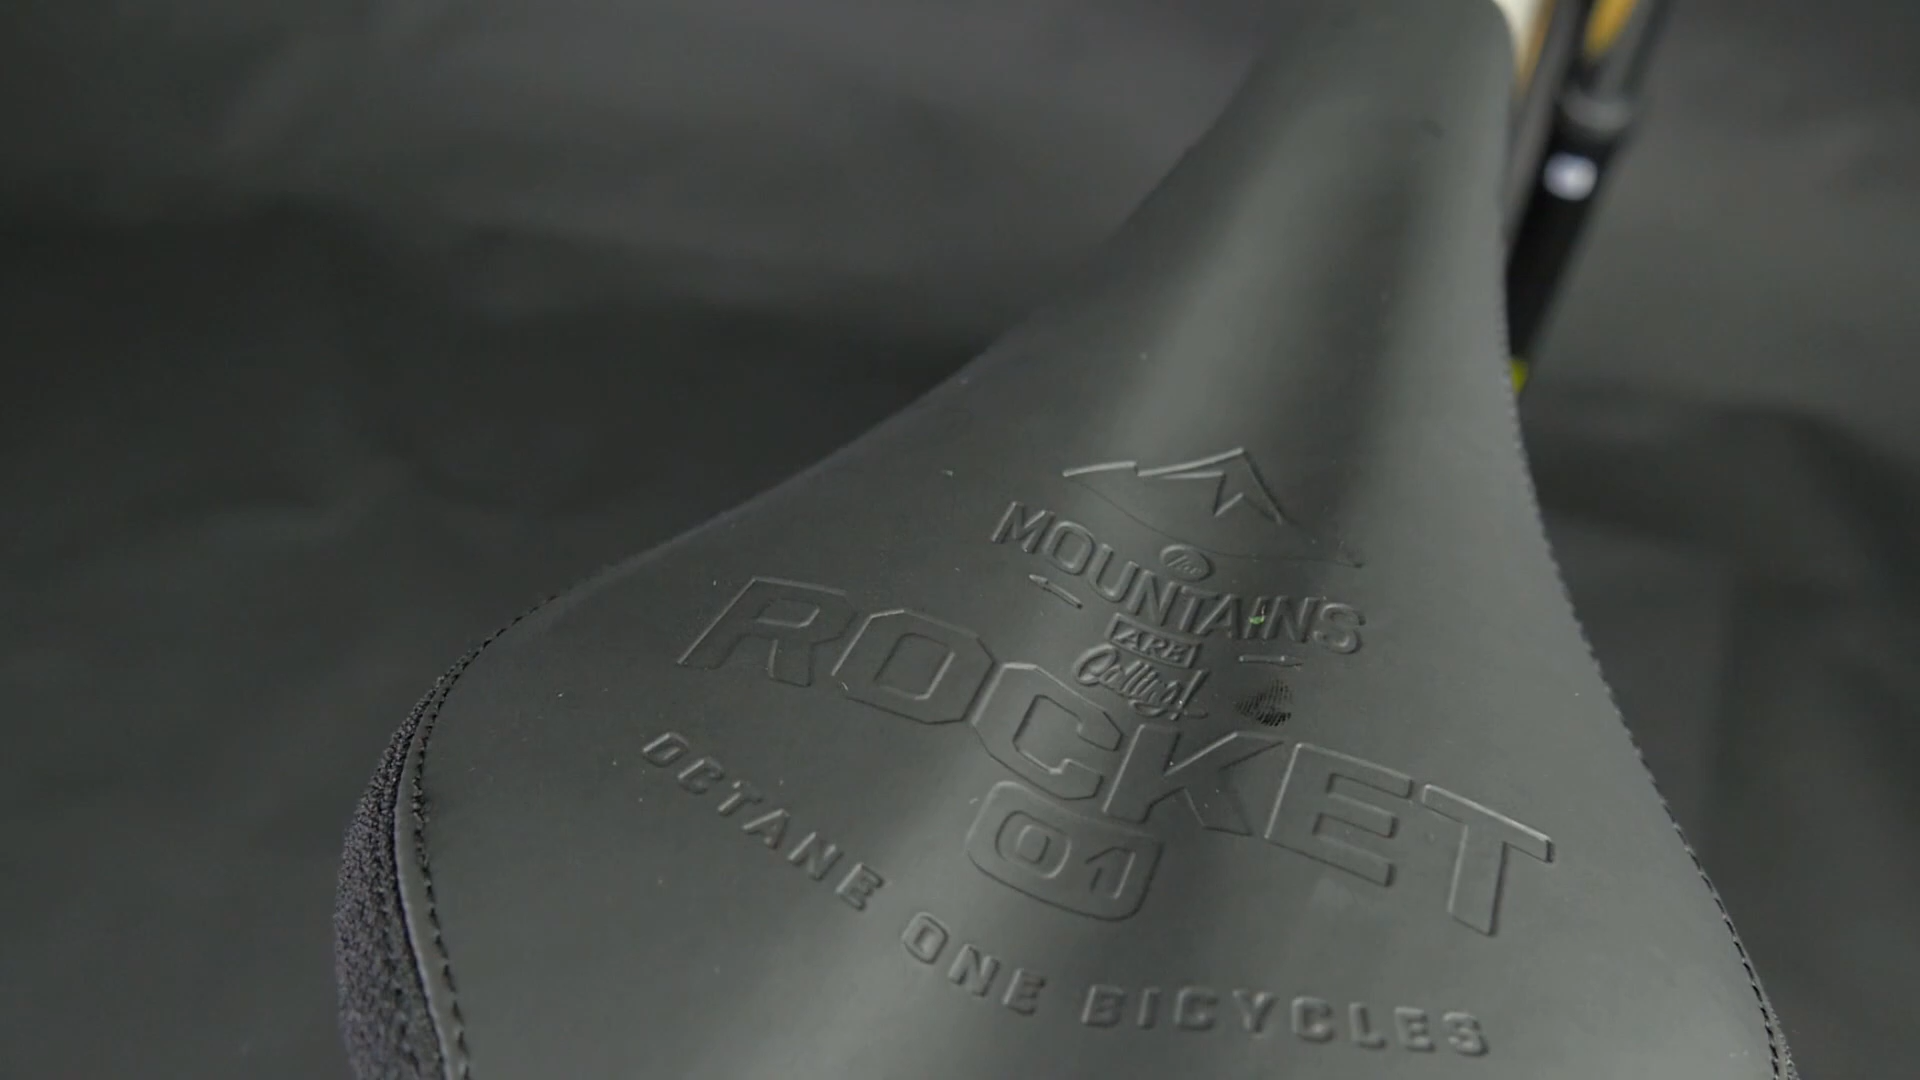 The
MOUNTAINS
ARE
Calling!
ROCKET
01
OCTANE ONE BICYCLES